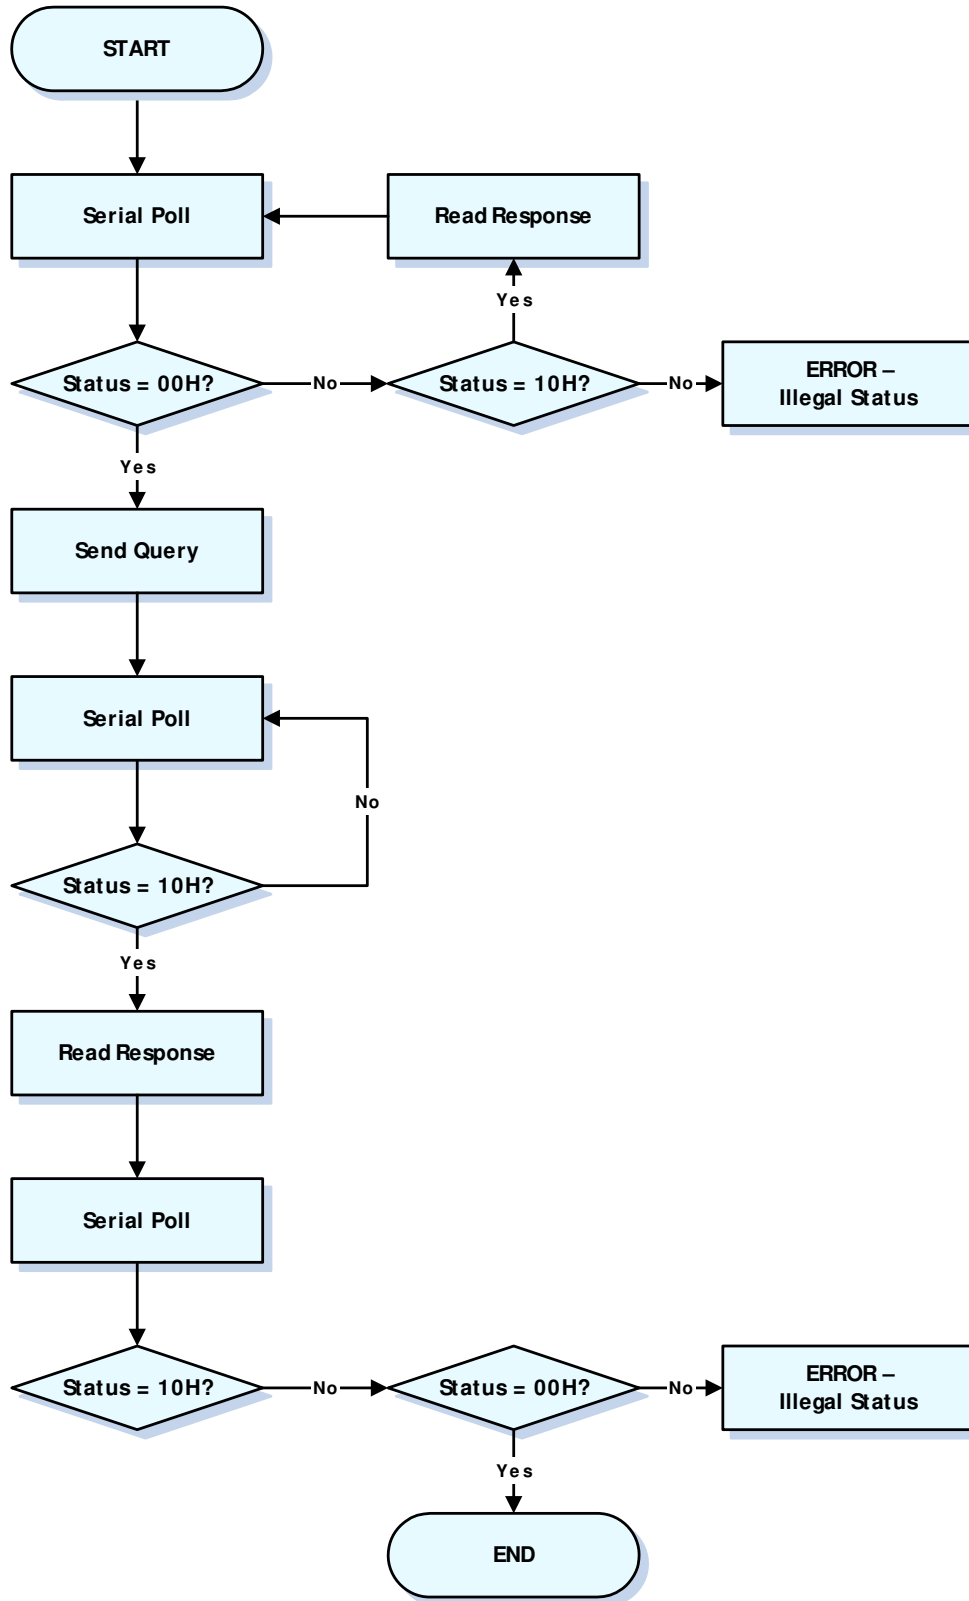 START
Serial Poll
Read Response
Yes
Status = 00H?
No
Status = 10H?
No
ERROR –
Illegal Status
Yes
Send Query
Serial Poll
No
Status = 10H?
Yes
Read Response
Serial Poll
Status = 10H?
No
Status = 00H?
No
ERROR –
Illegal Status
Yes
END